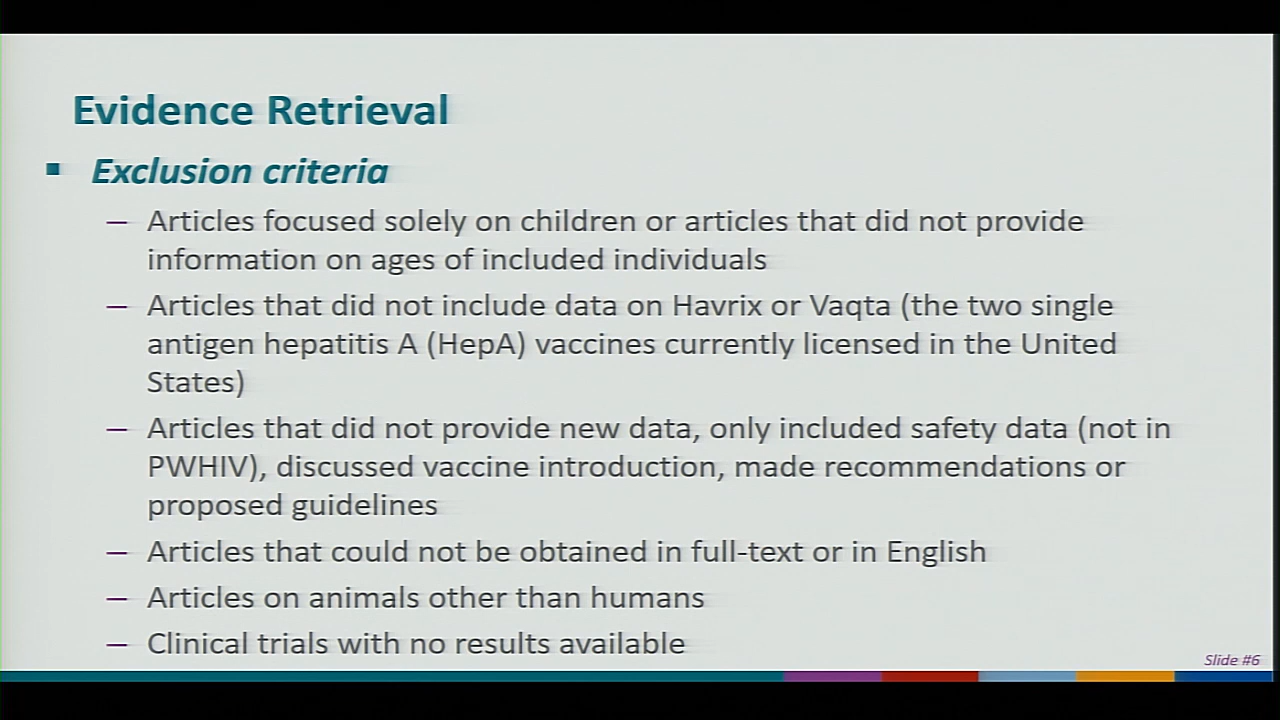 Evidence Retrieval
▪ Exclusion criteria
– Articles focused solely on children or articles that did not provide
information on ages of included individuals
– Articles that did not include data on Havrix or Vaqta (the two single
antigen hepatitis A (HepA) vaccines currently licensed in the United
States)
– Articles that did not provide new data, only included safety data (not in
PWHIV), discussed vaccine introduction, made recommendations or
proposed guidelines
– Articles that could not be obtained in full-text or in English
– Articles on animals other than humans
– Clinical trials with no results available
Slide #6